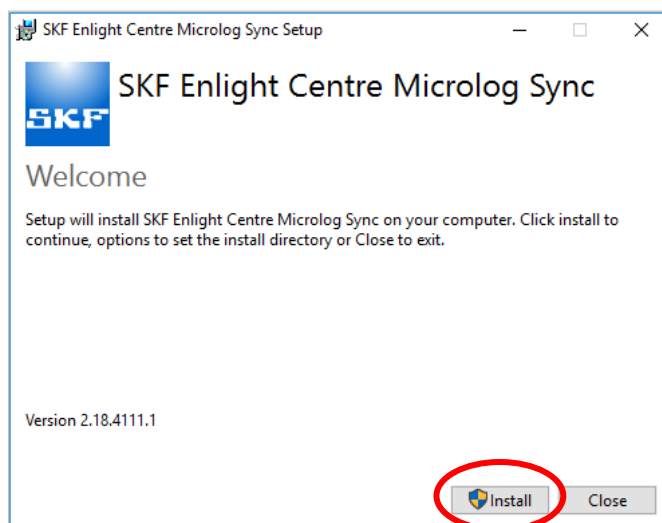 SKF Enlight Centre Microlog Sync Setup
SKF Enlight Centre Microlog Sync
SKF
Welcome
Setup will install SKF Enlight Centre Microlog Sync on your computer. Click install to
continue, options to set the install directory or Close to exit.
Version 2.18.4111.1
Install
Close